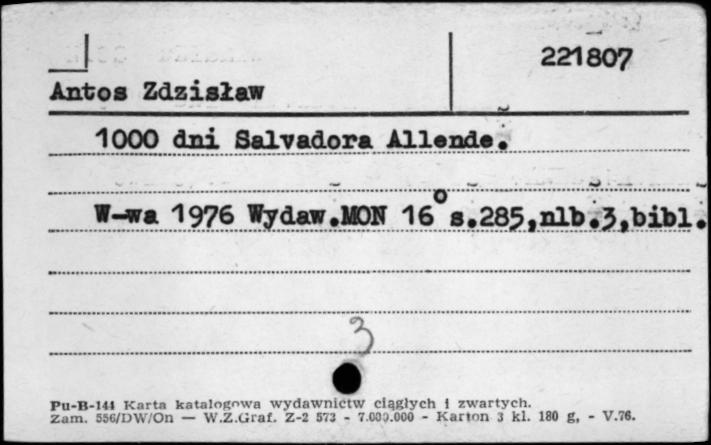 221807
Antos Zdzisław
1000 dni Salvadora Allende.
W-wa 1976 Wydaw.MON 16° s.285,nlb.3,bibl.
3
Pu-B-144 Karta katalogowa wydawnictw ciągłych i zwartych.
Zam. 556/DW/On — W.Z.Graf. Z-2 573 - 7.000.000 - Karton 3 kl. 180 g, - V.76.